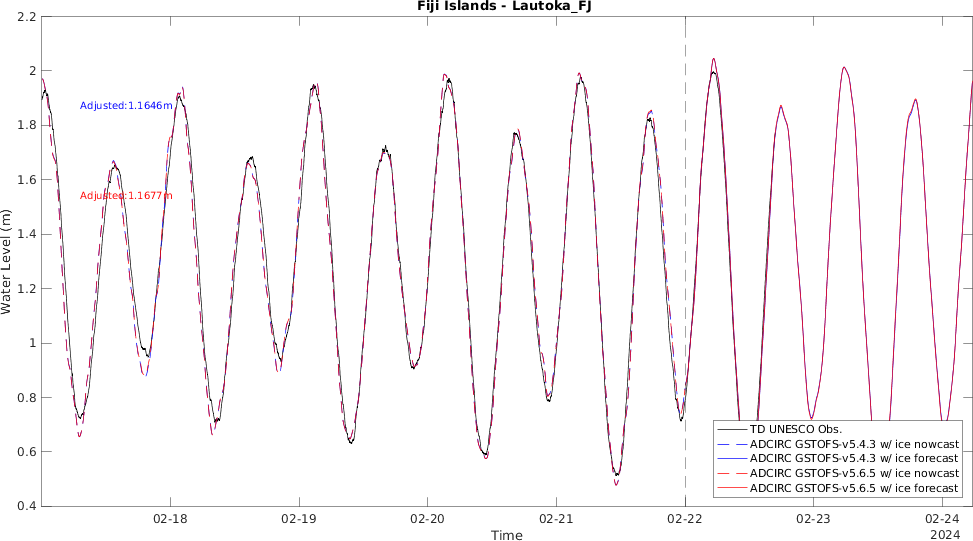 Fiji Islands - Lautoka_FJ
2.2
2
1.8
1.6
1.4
1.2
1
0.8
0.6
0.4
Water Level (m)
Adjusted:1.1646m
Adjusted:1.1677m
TD UNESCO Obs.
ADCIRC GSTOFS-v5.4.3 w/ ice nowcast
ADCIRC GSTOFS-v5.4.3 w/ ice forecast
ADCIRC GSTOFS-v5.6.5 w/ ice nowcast
ADCIRC GSTOFS-v5.6.5 w/ ice forecast
02-18 02-19 02-20 02-21 02-22 02-23 02-24
2024
Time